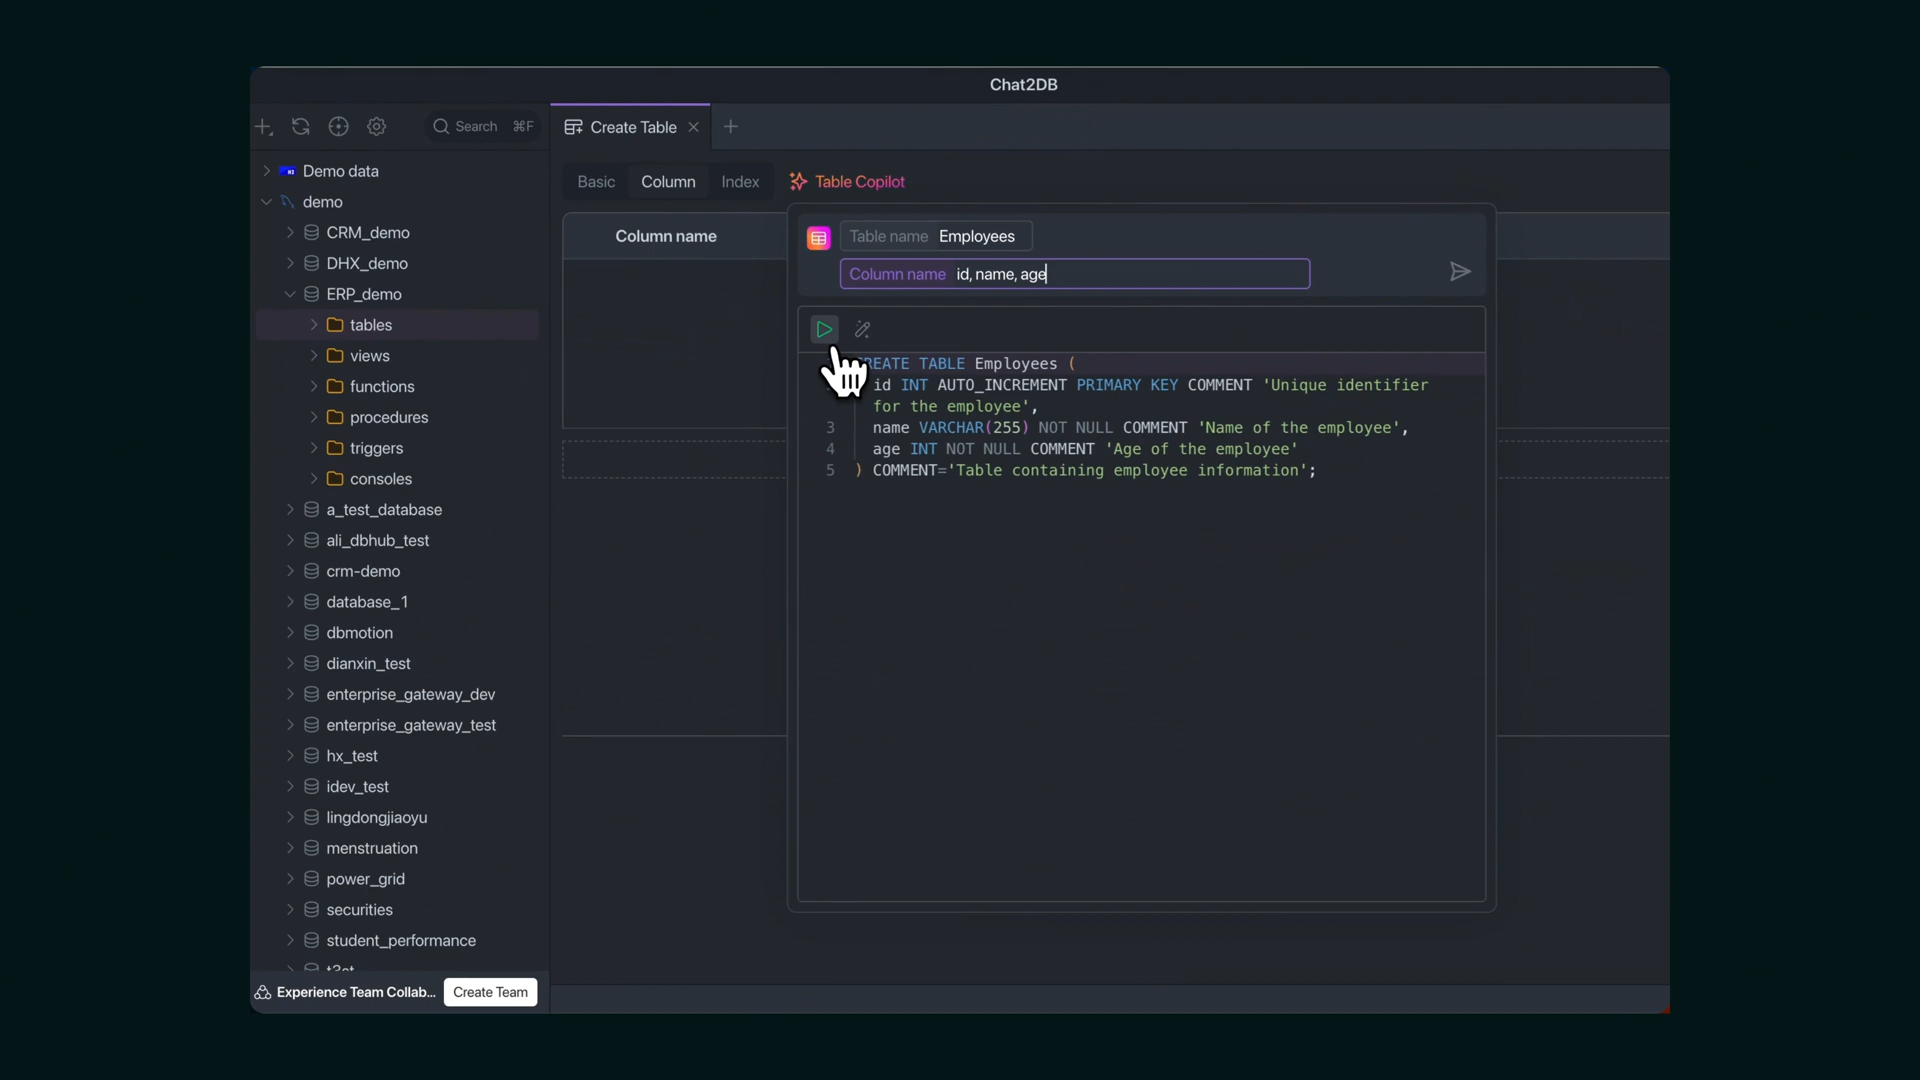 Chat2DB
Search ⌘F
Create Table
Demo data
demo
CRM_demo
DHX_demo
ERP_demo
tables
views
functions
procedures
triggers
consoles
a_test_database
ali_dbhub_test
crm-demo
database_1
dbmotion
dianxin_test
enterprise_gateway_dev
enterprise_gateway_test
hx_test
idev_test
lingdongjiaoyu
menstruation
power_grid
securities
student_performance
Experience Team Collab... Create Team
Basic Column Index Table Copilot
Column name
Table name Employees
Column name id, name, age
REATE TABLE Employees (
id INT AUTO_INCREMENT PRIMARY KEY COMMENT 'Unique identifier
for the employee',
3 name VARCHAR(255) NOT NULL COMMENT 'Name of the employee',
4 age INT NOT NULL COMMENT 'Age of the employee'
5 ) COMMENT='Table containing employee information';